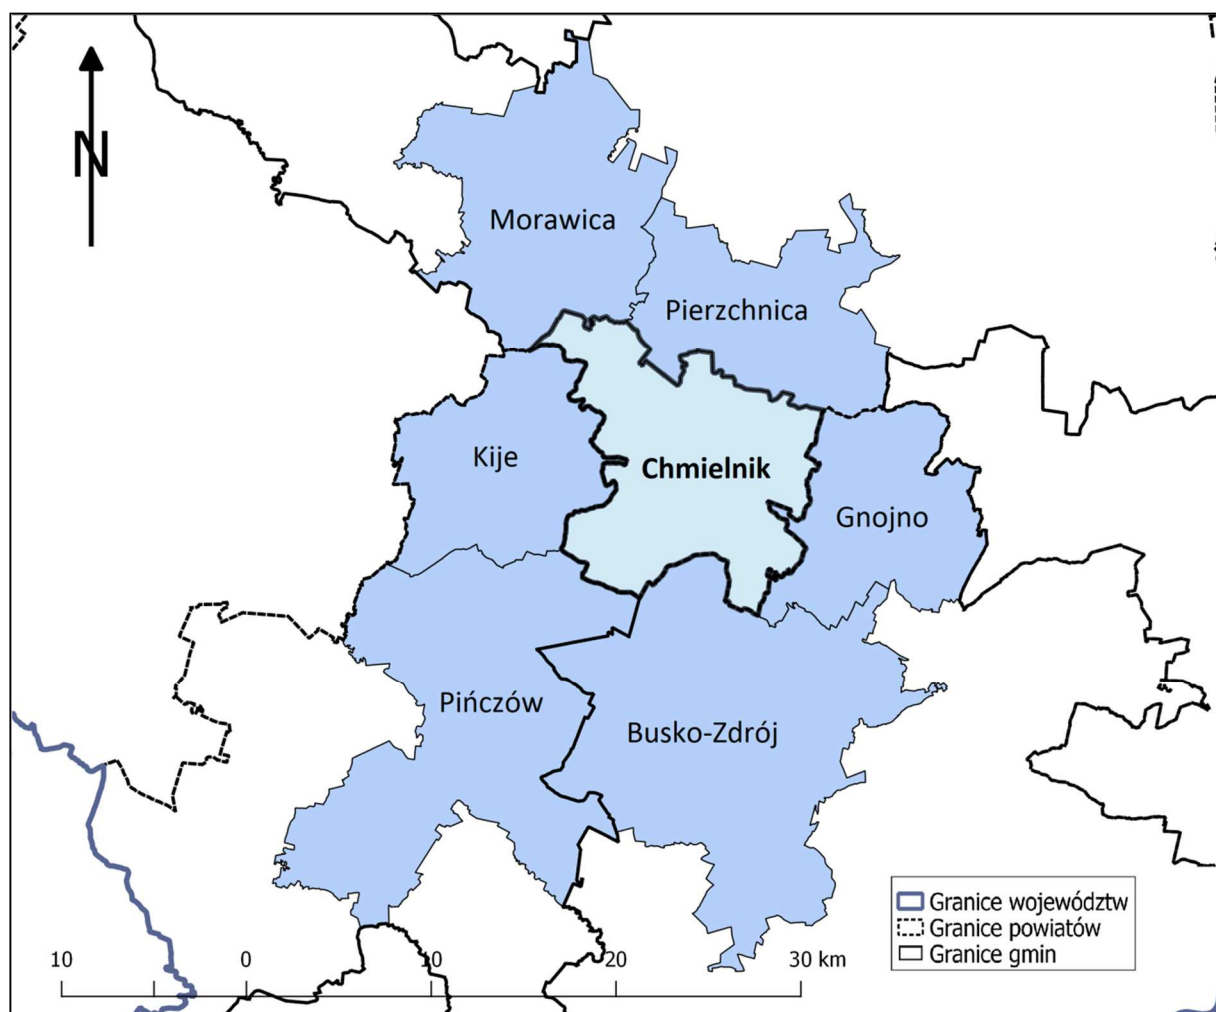 N
Morawica
Pierzchnica
Kije
Chmielnik
Gnojno
Pińczów
Busko-Zdrój
Granice województw
Granice powiatów
Granice gmin
10 0 10 20 30 km